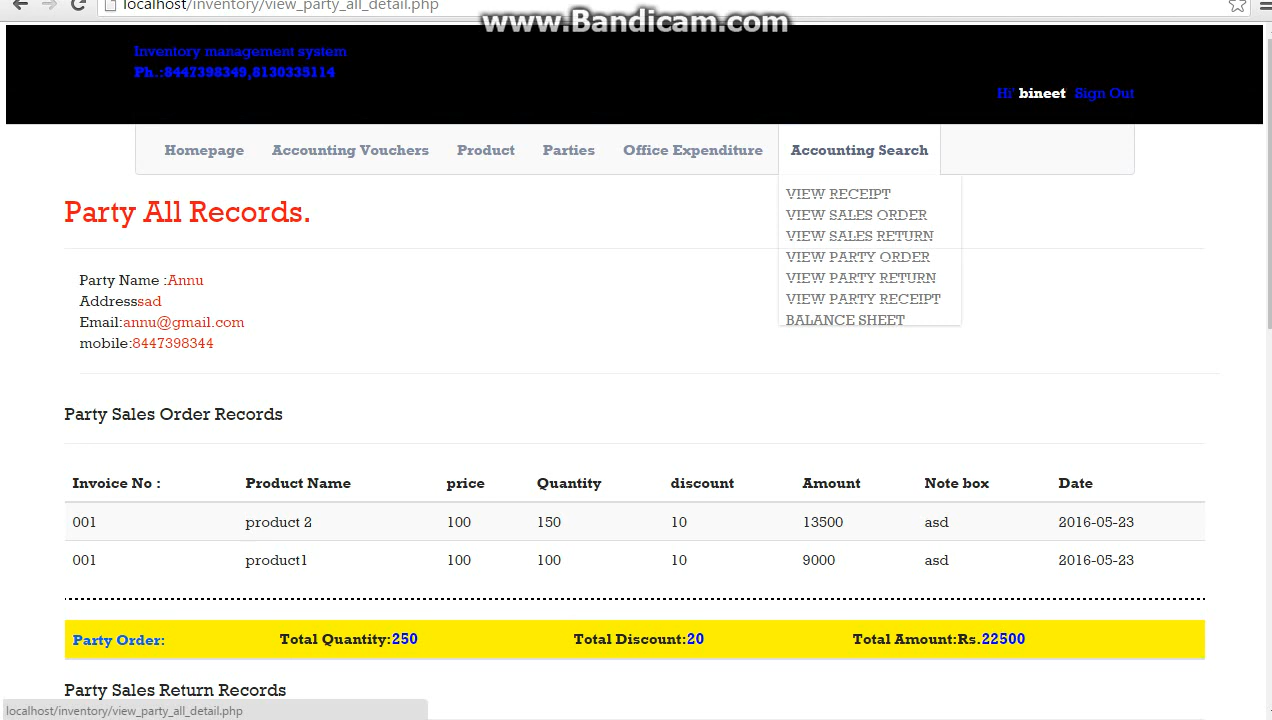 localhost/inventory/view_party_all_detail.php
www.Bandicam.com
Inventory management system
Ph.:8447398349,8130335114
Hi' bineet Sign Out
Homepage Accounting Vouchers Product Parties Office Expenditure Accounting Search
VIEW RECEIPT
VIEW SALES ORDER
VIEW SALES RETURN
VIEW PARTY ORDER
VIEW PARTY RETURN
VIEW PARTY RECEIPT
BALANCE SHEET
Party All Records.
Party Name :Annu
Addresssad
Email:annu@gmail.com
mobile:8447398344
Party Sales Order Records
Invoice No : Product Name price Quantity discount Amount Note box Date
001 product 2 100 150 10 13500 asd 2016-05-23
001 product1 100 100 10 9000 asd 2016-05-23
Party Order: Total Quantity:250 Total Discount:20 Total Amount:Rs.22500
Party Sales Return Records
localhost/inventory/view_party_all_detail.php